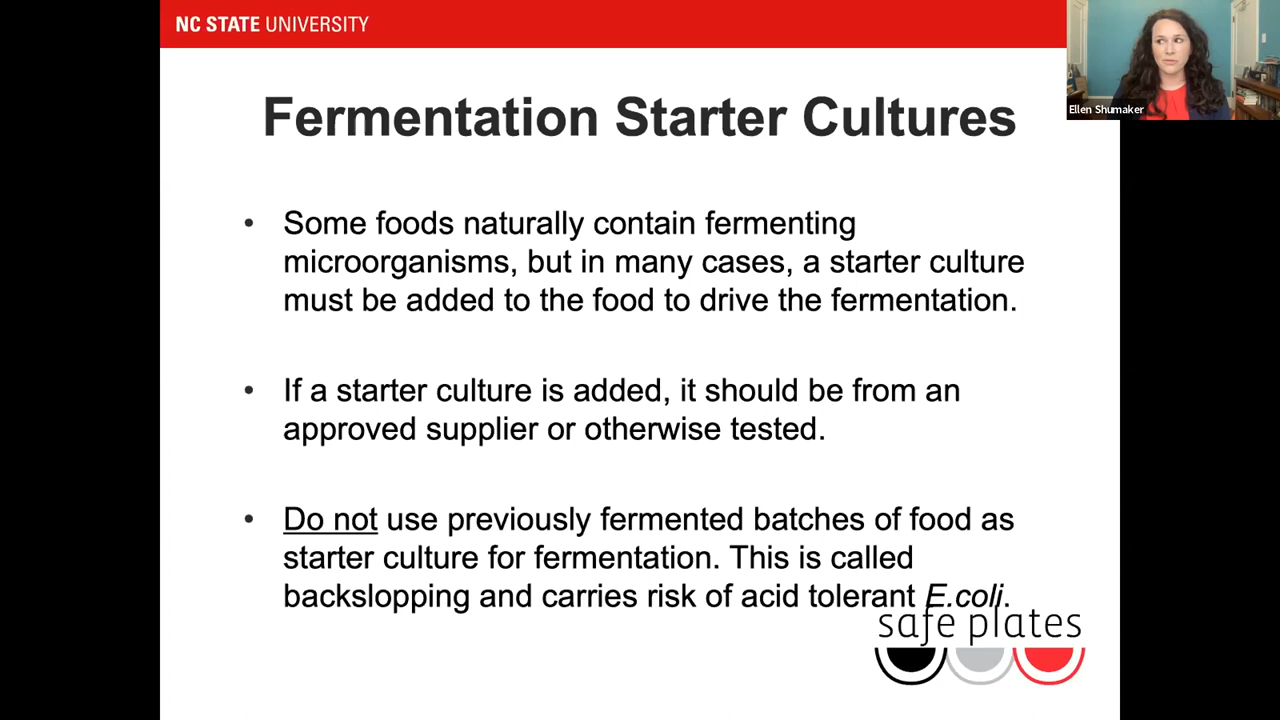 NC STATE UNIVERSITY
Ellen Shumaker
Fermentation Starter Cultures
• Some foods naturally contain fermenting
microorganisms, but in many cases, a starter culture
must be added to the food to drive the fermentation.
• If a starter culture is added, it should be from an
approved supplier or otherwise tested.
• Do not use previously fermented batches of food as
starter culture for fermentation. This is called
backslopping and carries risk of acid tolerant E.coli.
safe plates